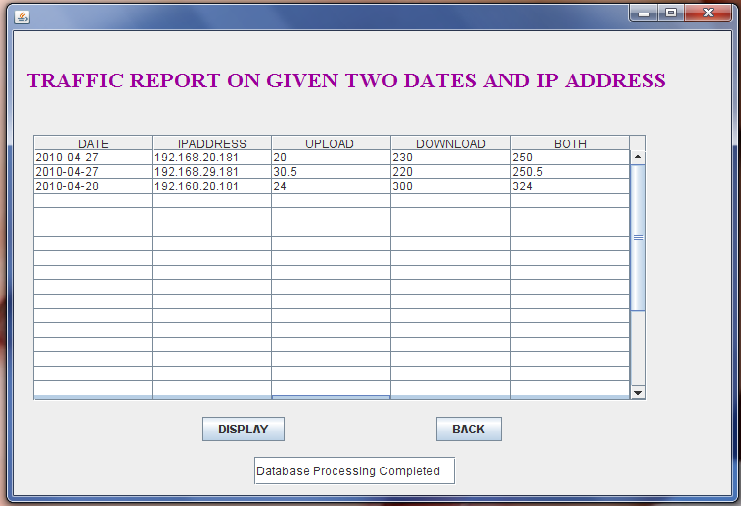 TRAFFIC REPORT ON GIVEN TWO DATES AND IP ADDRESS
DATE IPADDRESS UPLOAD DOWNLOAD BOTH
2010 04 27 192.168.20.181 20 230 250
2010-04-27 192.168.29.181 30.5 220 250.5
2010-04-20 192.160.20.101 24 300 324
DISPLAY BACK
Database Processing Completed